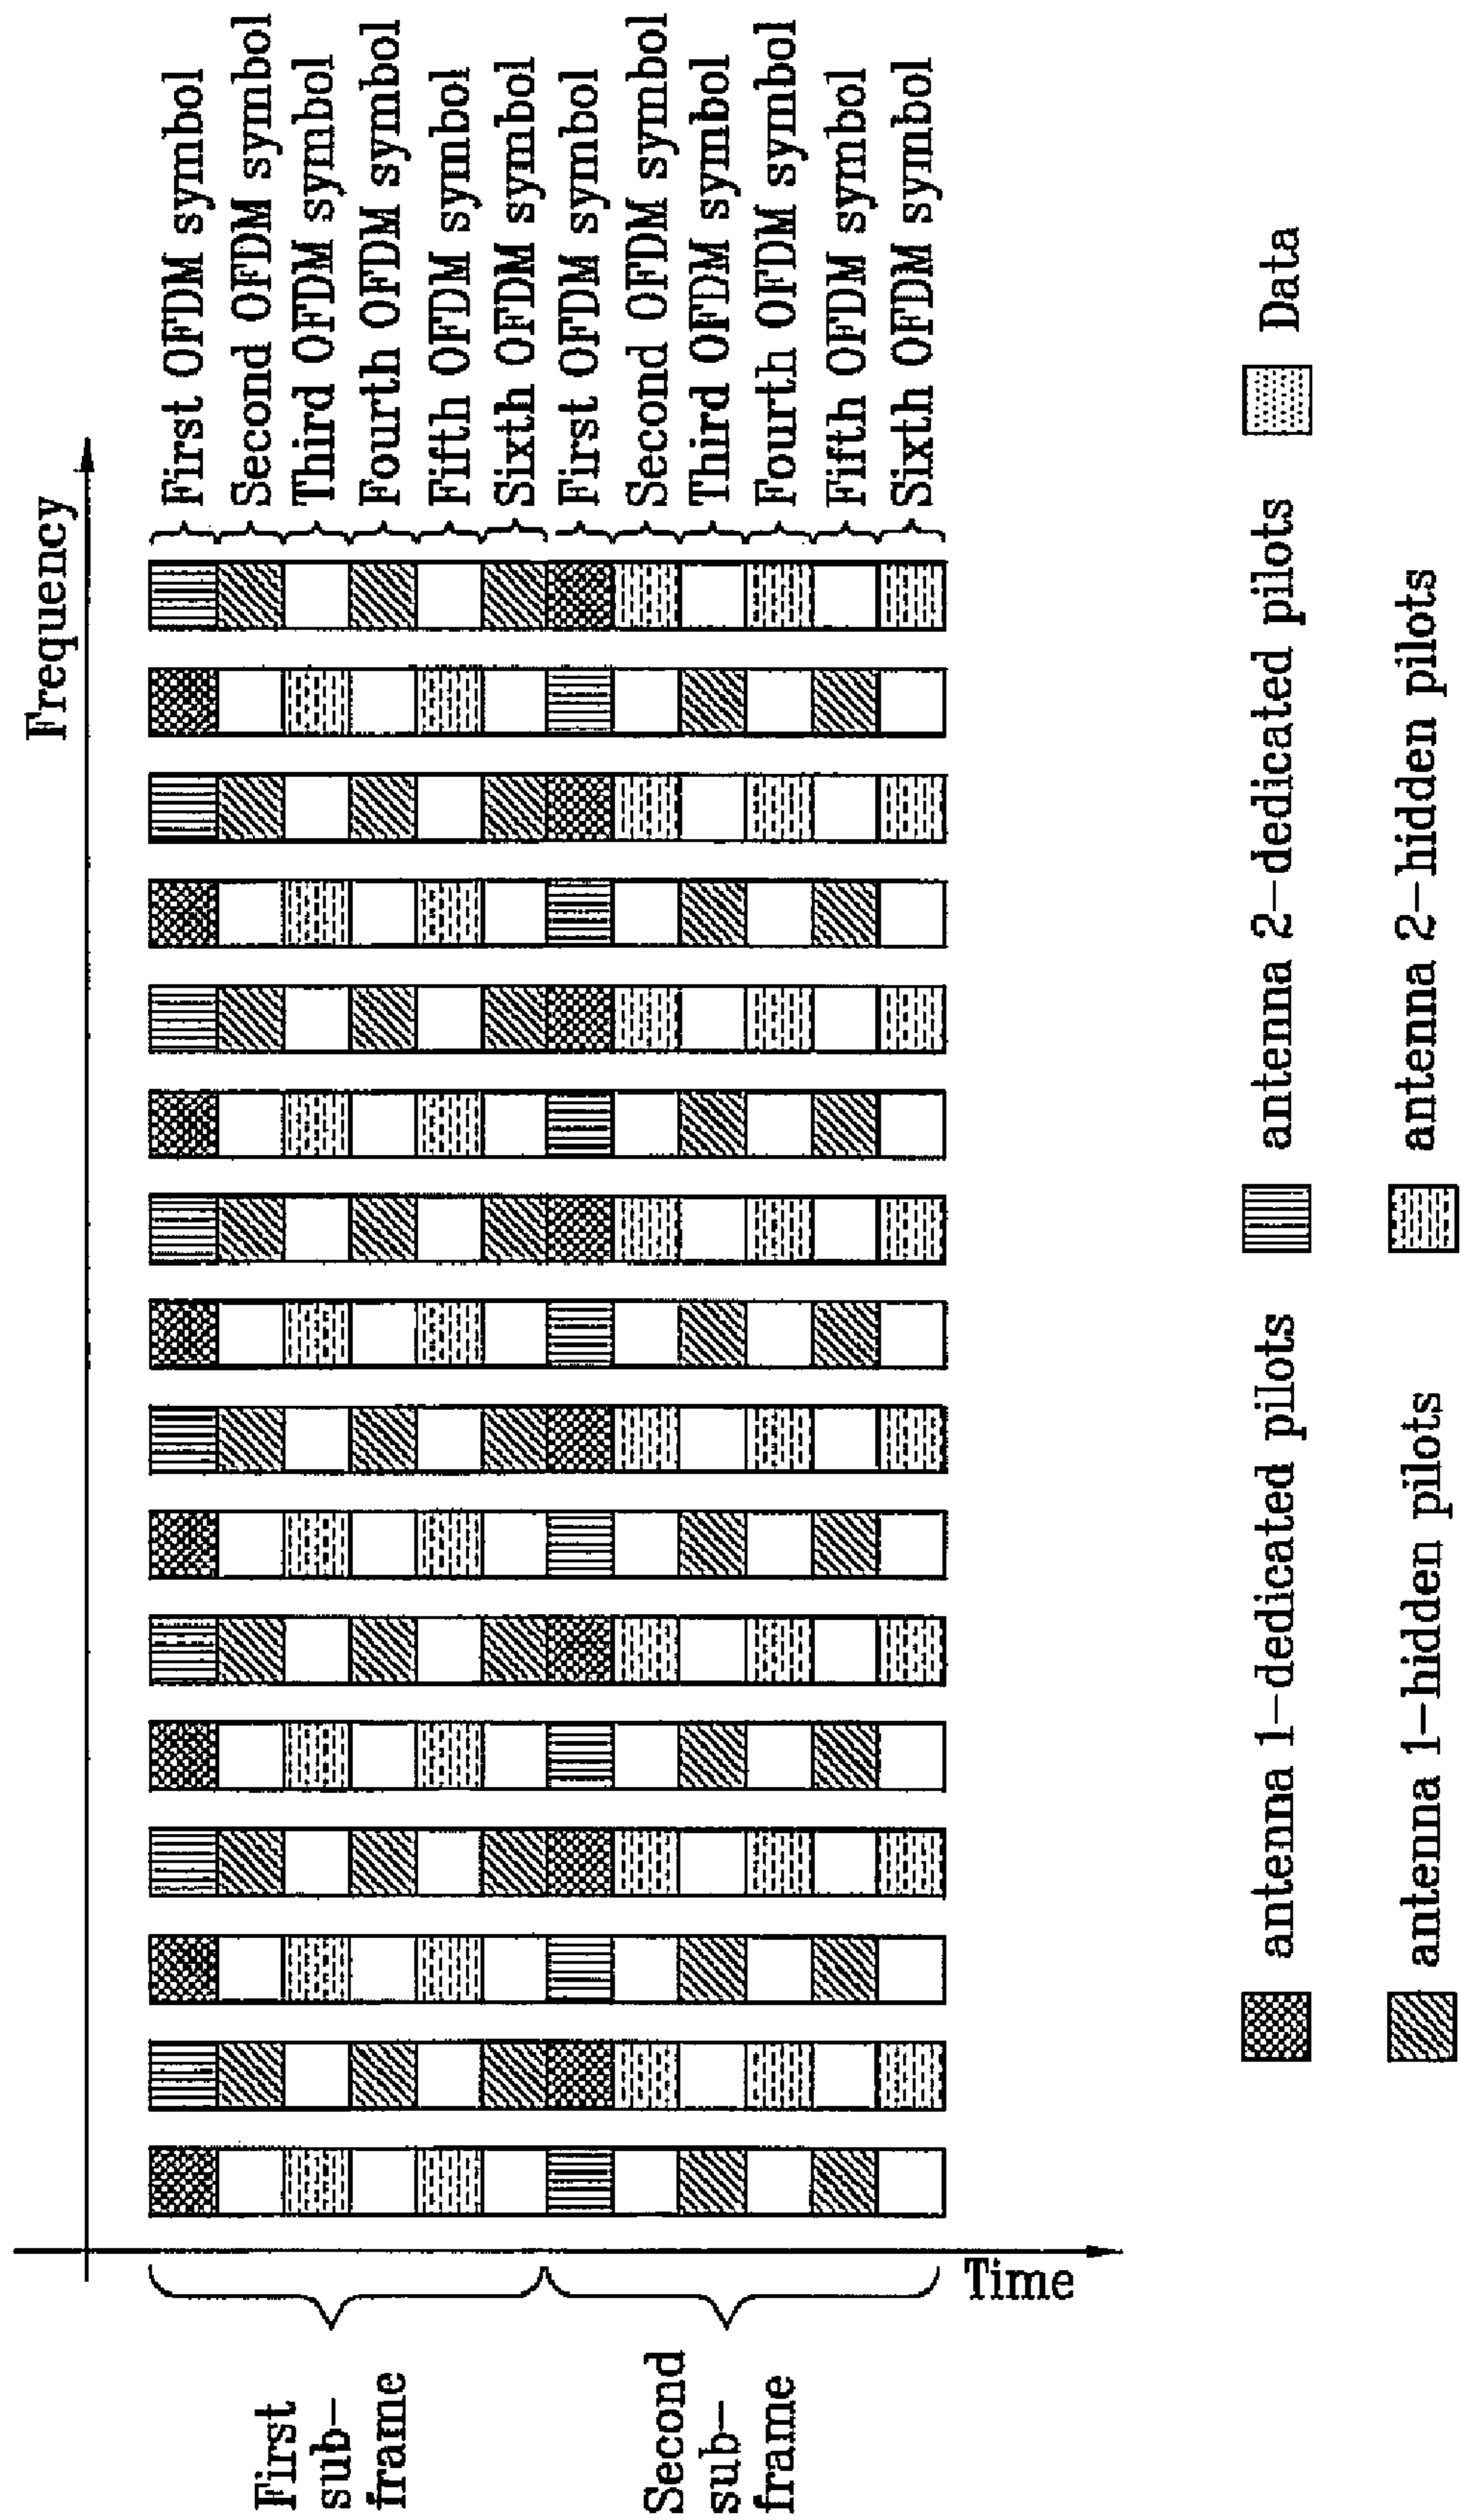 Frequency
First OFDM symbol
Second OFDM symbol
Third OFDM symbol
Fourth OFDM symbol
Fifth OFDM symbol
Sixth OFDM symbol
First OFDM symbol
Second OFDM symbol
Third OFDM symbol
Fourth OFDM symbol
Fifth OFDM symbol
Sixth OFDM symbol
First
sub-
frame
Second
sub-
frame
Time
antenna 1-dedicated pilots
antenna 2-dedicated pilots
Data
antenna 1-hidden pilots
antenna 2-hidden pilots